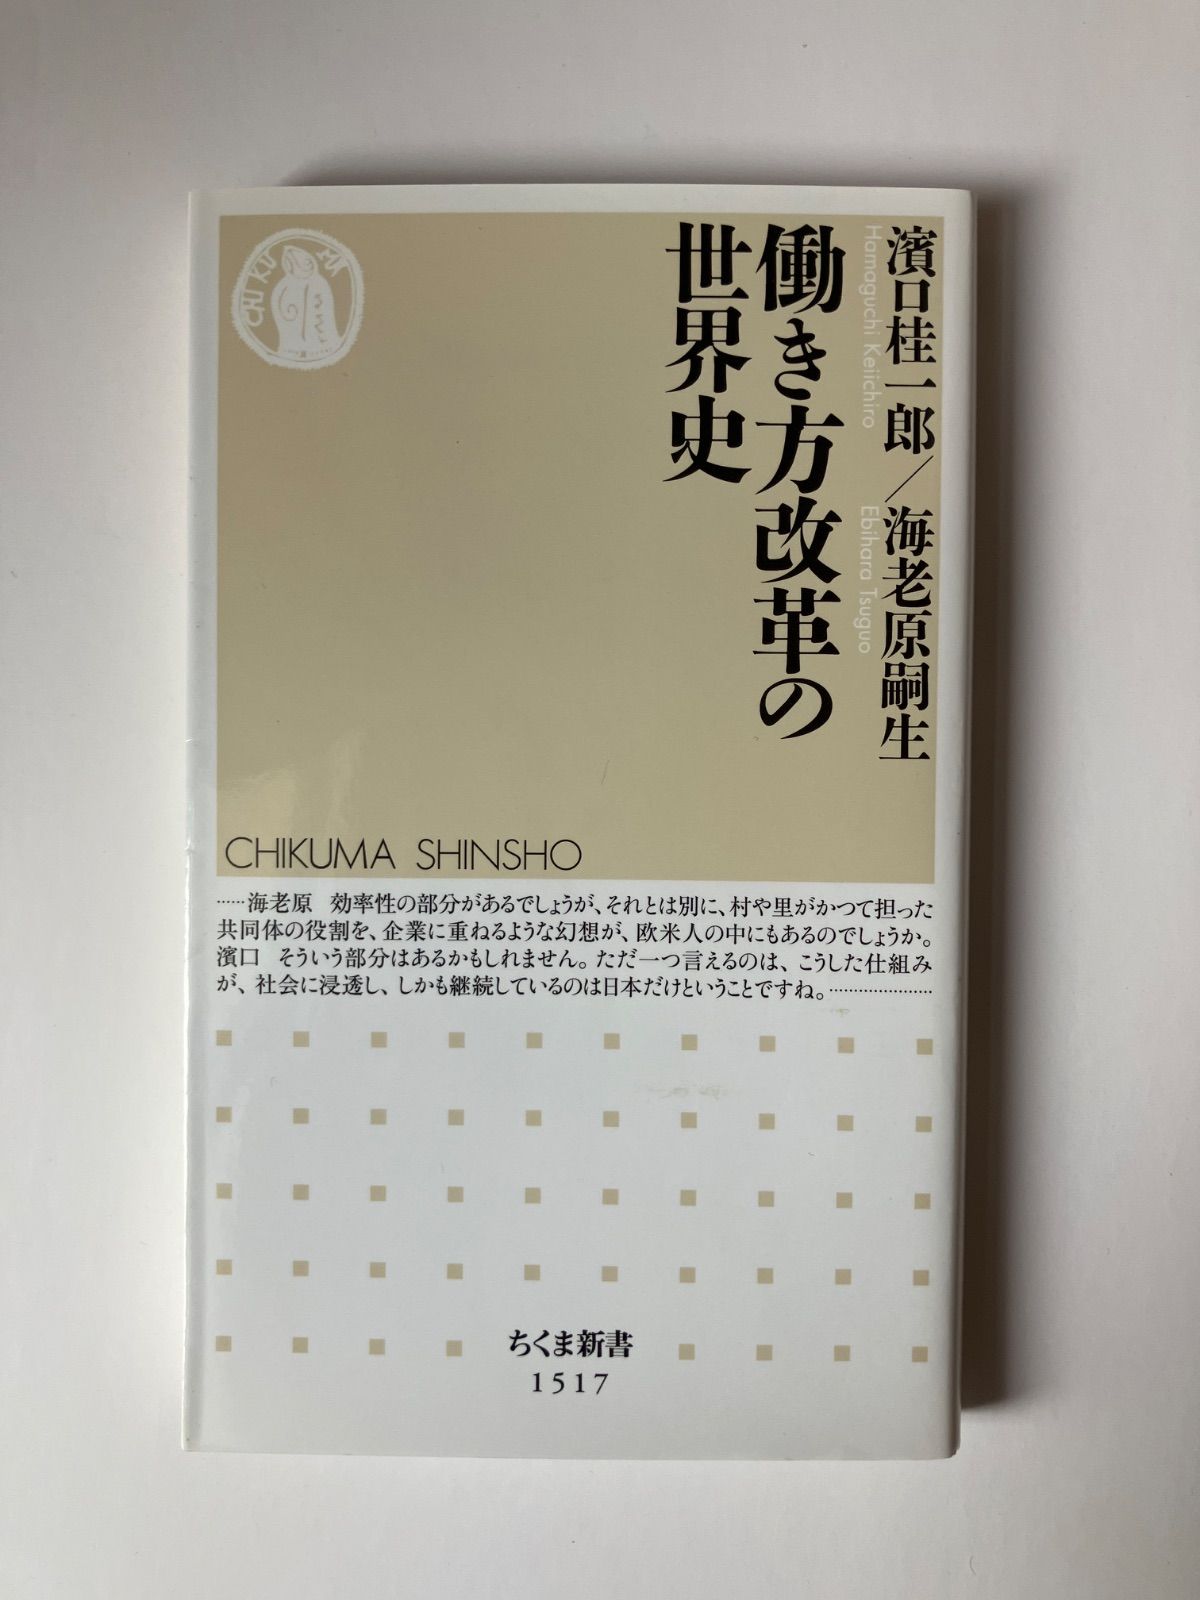 濱口桂一郎／海老原嗣生
Hamaguchi Keiichiro
Ebihara Tsuguo
働き方改革の
世界史
CHIKUMA
CHIKUMA SHINSHO
……海老原　効率性の部分があるでしょうが、それとは別に、村や里がかつて担った
共同体の役割を、企業に重ねるような幻想が、欧米人の中にもあるのでしょうか。
濱口　そういう部分はあるかもしれません。ただ一つ言えるのは、こうした仕組み
が、社会に浸透し、しかも継続しているのは日本だけということですね。…………………
ちくま新書
1517